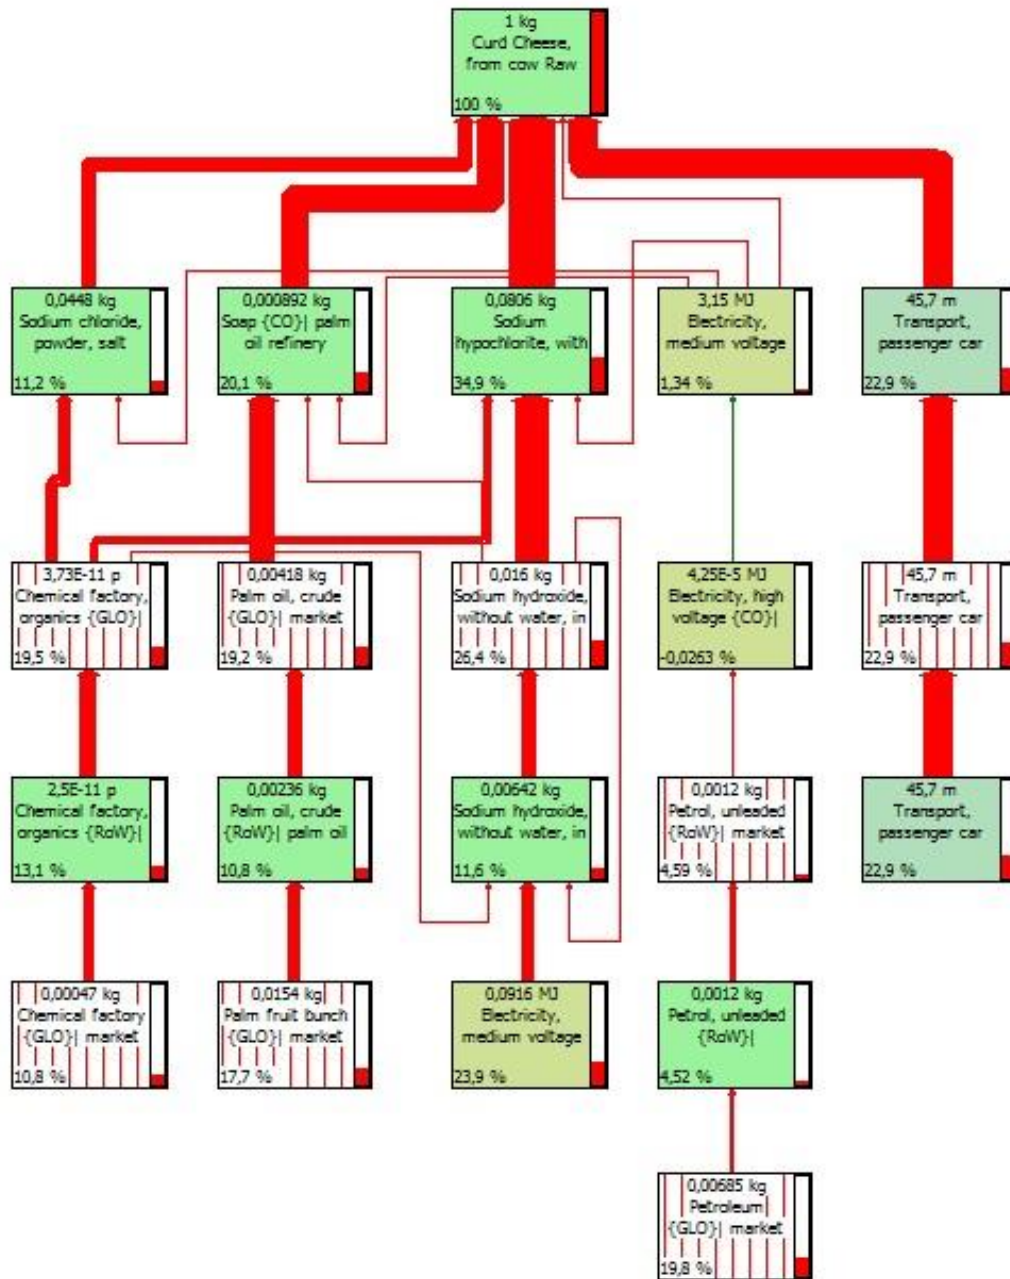 1 kg
Curd Cheese,
from cow Raw
100 %
0,0448 kg
Sodium chloride,
powder, salt
11,2 %
0,000892 kg
Soap {CO}| palm
oil refinery
20,1 %
0,0806 kg
Sodium
hypochlorite, with
34,9 %
3,15 MJ
Electricity,
medium voltage
1,34 %
45,7 m
Transport,
passenger car
22,9 %
3,73E-11 p
Chemical factory,
organics {GLO}|
19,5 %
0,00418 kg
Palm oil, crude
{GLO}| market
19,2 %
0,016 kg
Sodium hydroxide,
without water, in
26,4 %
4,25E-5 MJ
Electricity, high
voltage {CO}|
-0,0263 %
45,7 m
Transport,
passenger car
22,9 %
2,5E-11 p
Chemical factory,
organics {RoW}|
13,1 %
0,00236 kg
Palm oil, crude
{RoW}| palm oil
10,8 %
0,00642 kg
Sodium hydroxide,
without water, in
11,6 %
0,0012 kg
Petrol, unleaded
{RoW}| market
4,59 %
45,7 m
Transport,
passenger car
22,9 %
0,00047 kg
Chemical factory
{GLO}| market
10,8 %
0,0154 kg
Palm fruit bunch
{GLO}| market
17,7 %
0,0916 MJ
Electricity,
medium voltage
23,9 %
0,0012 kg
Petrol, unleaded
{RoW}|
4,52 %
0,00685 kg
Petroleum
{GLO}| market
19,8 %